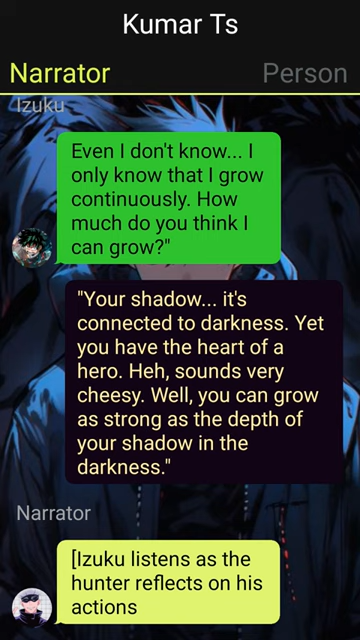 Kumar Ts
Narrator
Person
Izuku
Even I don't know... I
only know that I grow
continuously. How
much do you think I
can grow?"
"Your shadow... it's
connected to darkness. Yet
you have the heart of a
hero. Heh, sounds very
cheesy. Well, you can grow
as strong as the depth of
your shadow in the
darkness."
Narrator
[Izuku listens as the
hunter reflects on his
actions